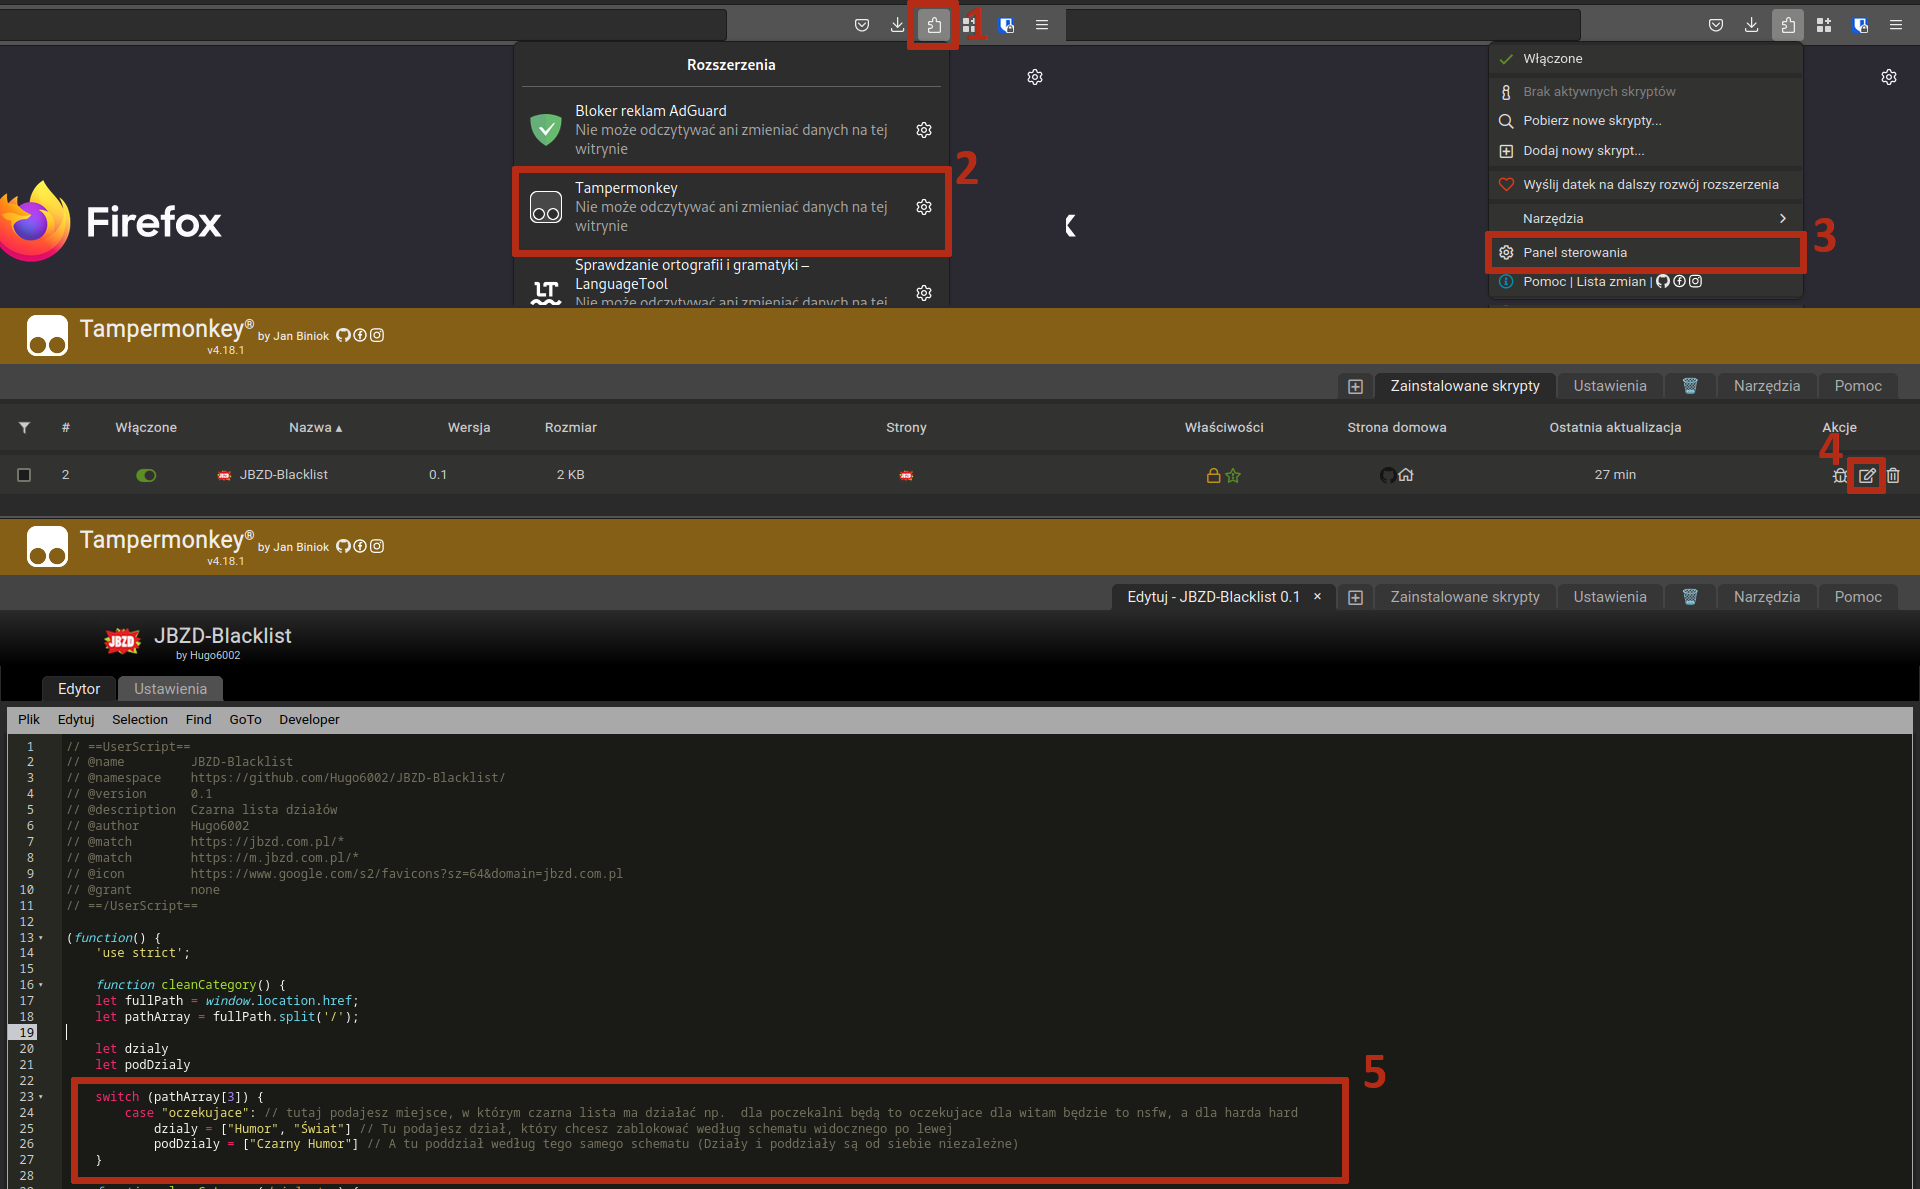 1
Rozszerzenia
Bloker reklam AdGuard
Nie może odczytywać ani zmieniać danych na tej
witrynie
2
Tampermonkey
Nie może odczytywać ani zmieniać danych na tej
witrynie
Sprawdzanie ortografii i gramatyki –
LanguageTool
Nie może odczytywać ani zmieniać danych na tej
LT
Firefox
x
Włączone
Brak aktywnych skryptów
Pobierz nowe skrypty...
Dodaj nowy skrypt...
Wyślij datek na dalszy rozwój rozszerzenia
Narzędzia
3
Panel sterowania
Pomoc | Lista zmian |
Tampermonkey® by Jan Biniok
v4.18.1
Zainstalowane skrypty Ustawienia Narzędzia Pomoc
# Włączone Nazwa ▴ Wersja Rozmiar Strony Właściwości Strona domowa Ostatnia aktualizacja Akcje
4
2 JBZD-Blacklist 0.1 2 KB 27 min
Tampermonkey® by Jan Biniok
v4.18.1
Edytuj - JBZD-Blacklist 0.1 × Zainstalowane skrypty Ustawienia Narzędzia Pomoc
JBZD JBZD-Blacklist
by Hugo6002
Edytor Ustawienia
Plik Edytuj Selection Find GoTo Developer
1 // ==UserScript==
2 // @name         JBZD-Blacklist
3 // @namespace    https://github.com/Hugo6002/JBZD-Blacklist/
4 // @version      0.1
5 // @description  Czarna lista działów
6 // @author       Hugo6002
7 // @match        https://jbzd.com.pl/*
8 // @match        https://m.jbzd.com.pl/*
9 // @icon         https://www.google.com/s2/favicons?sz=64&domain=jbzd.com.pl
10 // @grant        none
11 // ==/UserScript==
12
13 (function() {
14     'use strict';
15
16     function cleanCategory() {
17     let fullPath = window.location.href;
18     let pathArray = fullPath.split('/');
19
20     let dzialy
21     let podDzialy
22
5
23     switch (pathArray[3]) {
24         case "oczekujace": // tutaj podajesz miejsce, w którym czarna lista ma działać np.  dla poczekalni będą to oczekujace dla witam będzie to nsfw, a dla harda hard
25             dzialy = ["Humor", "Świat"] // Tu podajesz dział, który chcesz zablokować według schematu widocznego po lewej
26             podDzialy = ["Czarny Humor"] // A tu poddział według tego samego schematu (Działy i poddziały są od siebie niezależne)
27     }
28